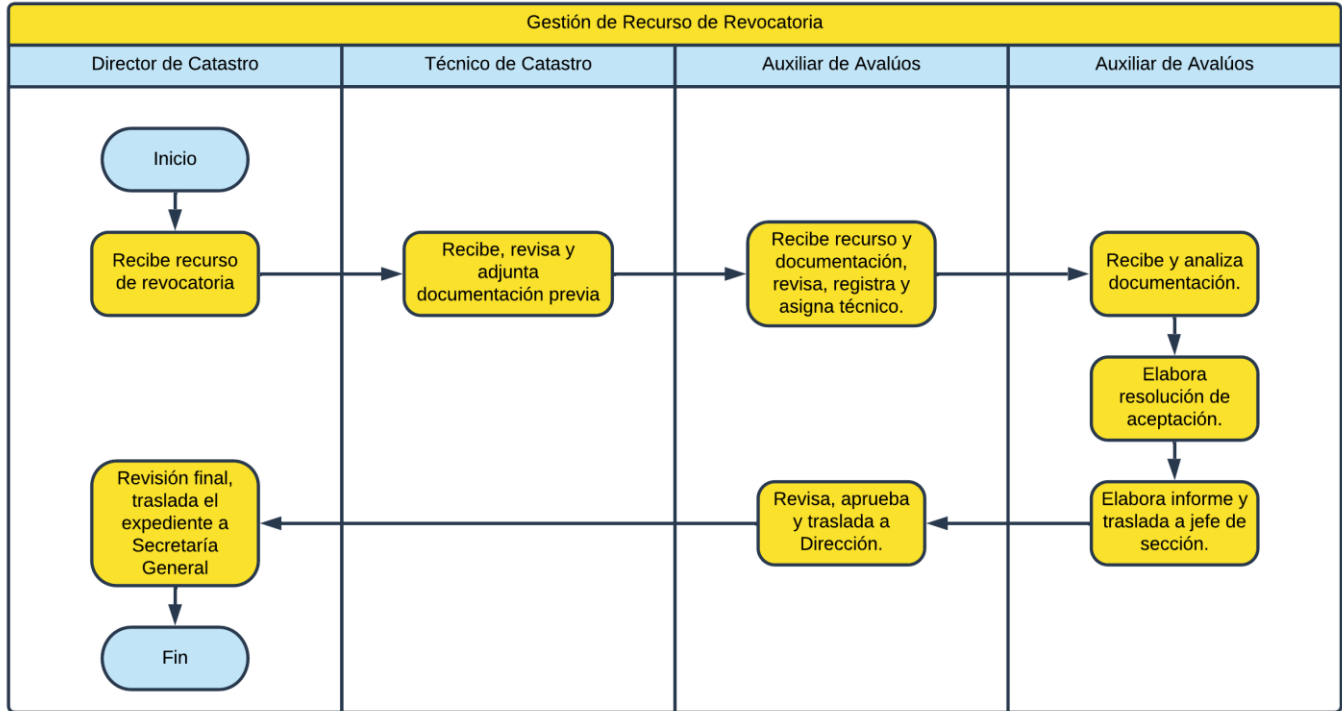 Gestión de Recurso de Revocatoria
Director de Catastro
Técnico de Catastro
Auxiliar de Avalúos
Auxiliar de Avalúos
Inicio
Recibe recurso
de revocatoria
Recibe, revisa y
adjunta
documentación previa
Recibe recurso y
documentación,
revisa, registra y
asigna técnico.
Recibe y analiza
documentación.
Elabora
resolución de
aceptación.
Elabora informe y
traslada a jefe de
sección.
Revisa, aprueba
y traslada a
Dirección.
Revisión final,
traslada el
expediente a
Secretaría
General
Fin